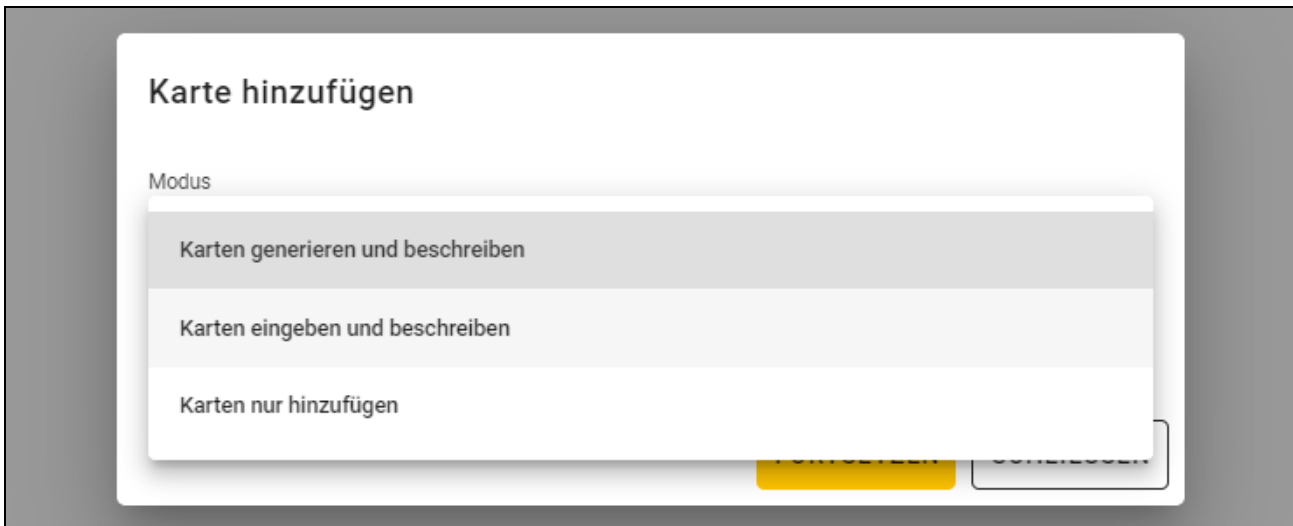 Karte hinzufügen
Modus
Karten generieren und beschreiben
Karten eingeben und beschreiben
Karten nur hinzufügen